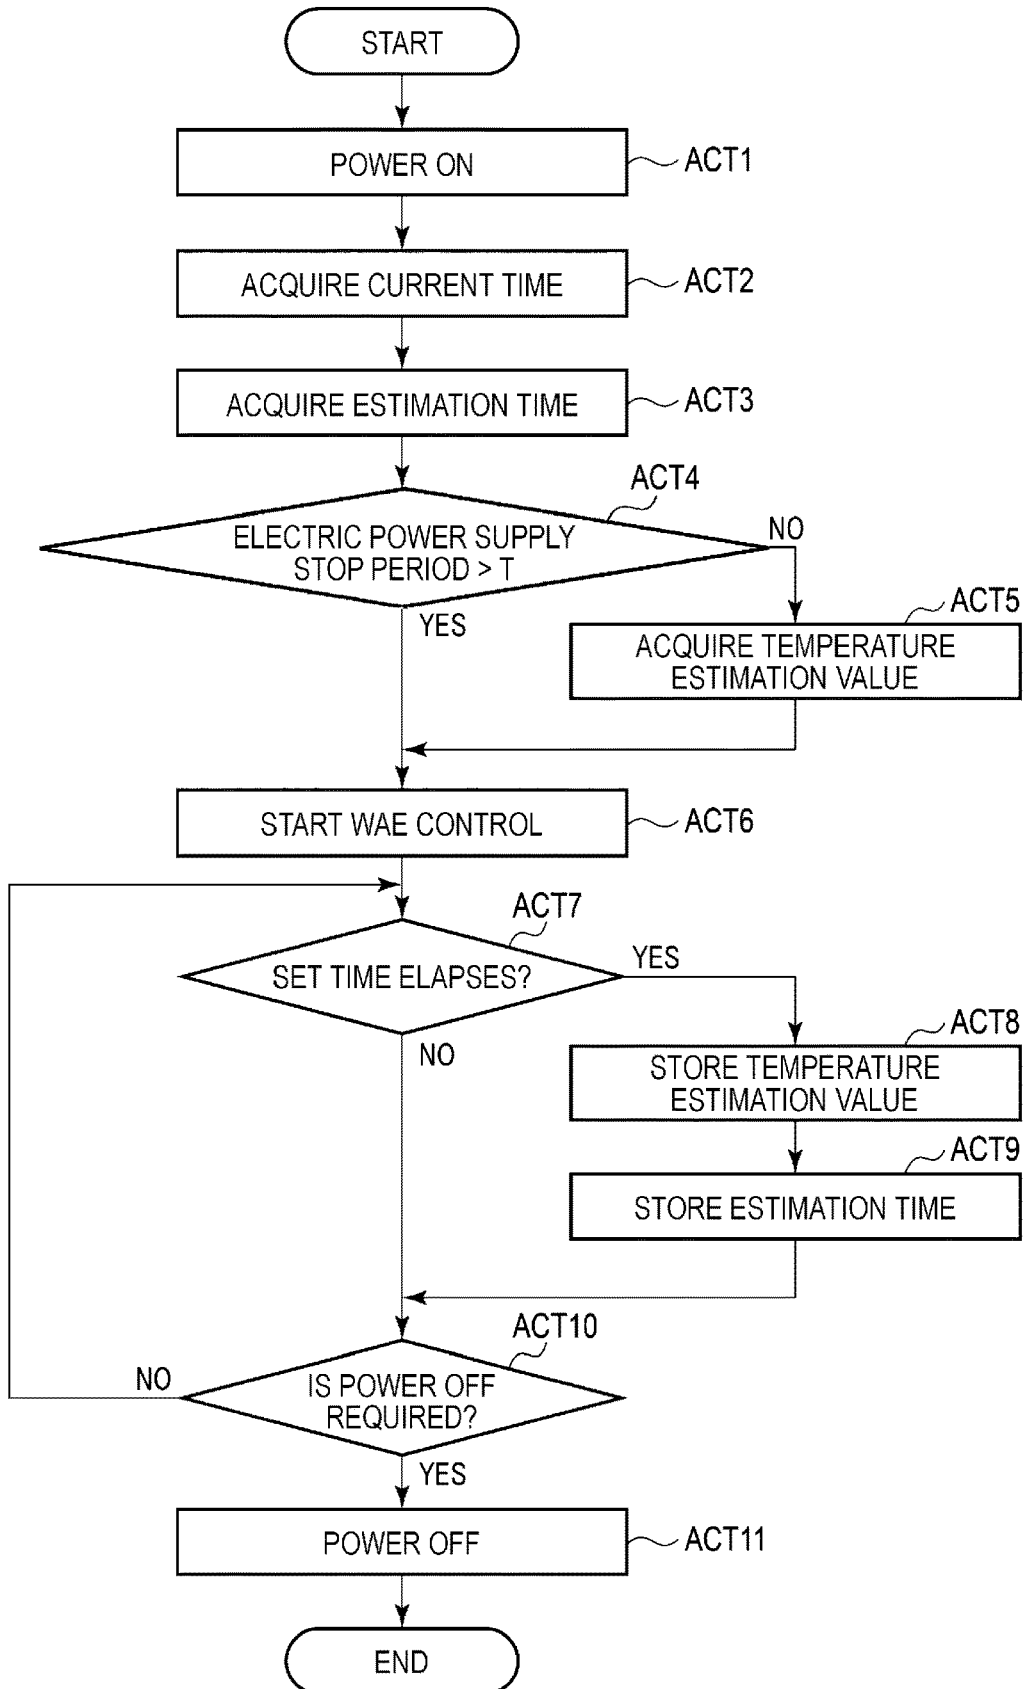 START
POWER ON
ACT1
ACQUIRE CURRENT TIME
ACT2
ACQUIRE ESTIMATION TIME
ACT3
ACT4
ELECTRIC POWER SUPPLY
STOP PERIOD > T
NO
YES
ACT5
ACQUIRE TEMPERATURE
ESTIMATION VALUE
START WAE CONTROL
ACT6
ACT7
SET TIME ELAPSES?
YES
NO
ACT8
STORE TEMPERATURE
ESTIMATION VALUE
ACT9
STORE ESTIMATION TIME
ACT10
IS POWER OFF
REQUIRED?
NO
YES
POWER OFF
ACT11
END